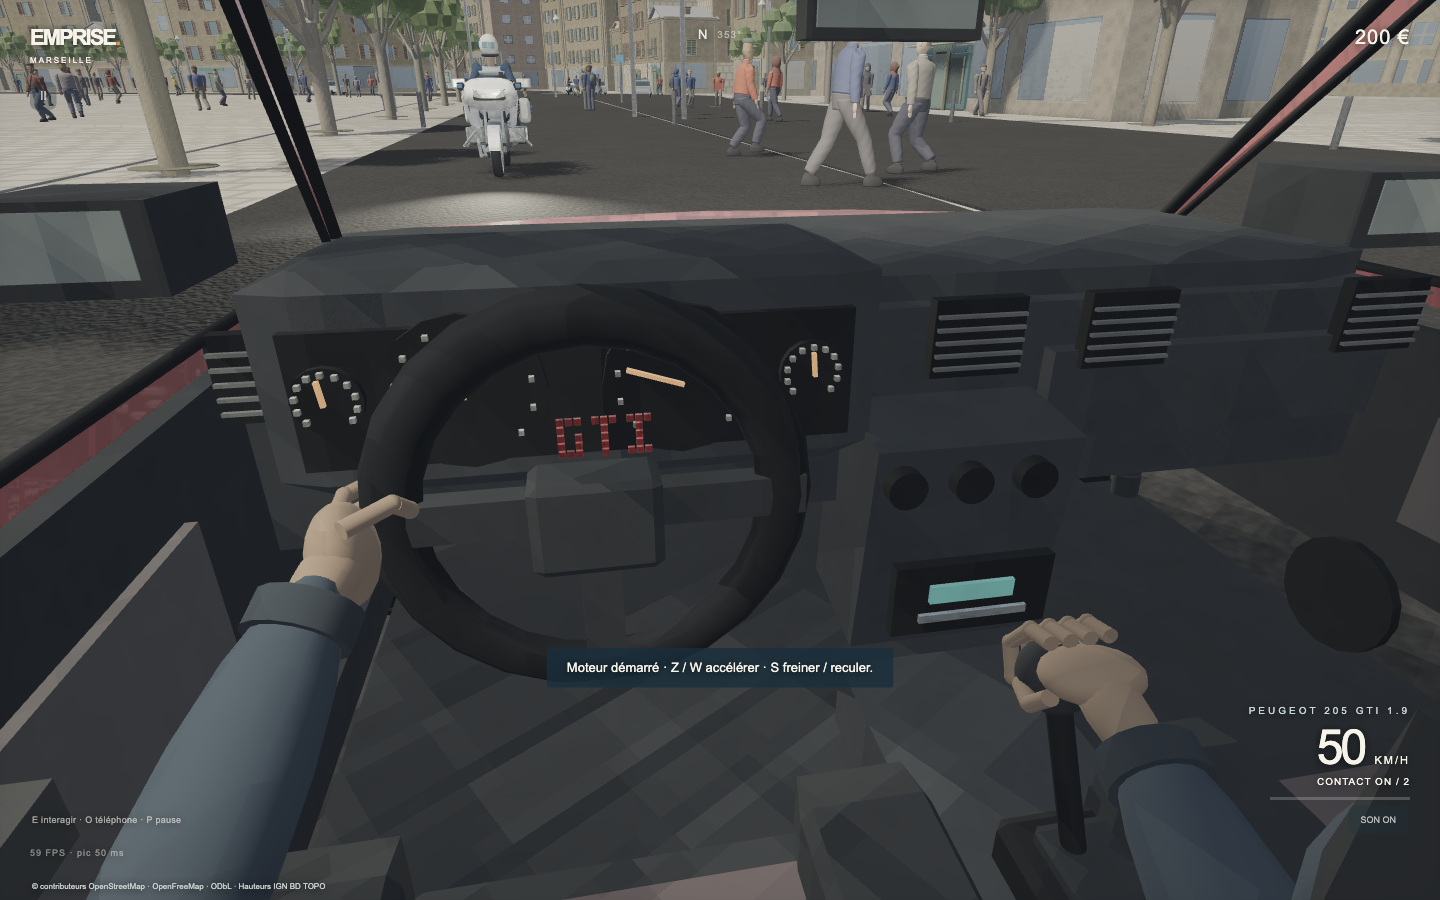 EMPRISE.
MARSEILLE
N 353°
200 €
GTI
Moteur démarré · Z / W accélérer · S freiner / reculer.
PEUGEOT 205 GTI 1.9
50 KM/H
CONTACT ON / 2
SON ON
E interagir · O téléphone · P pause
59 FPS · pic 50 ms
© contributeurs OpenStreetMap · OpenFreeMap · ODbL · Hauteurs IGN BD TOPO